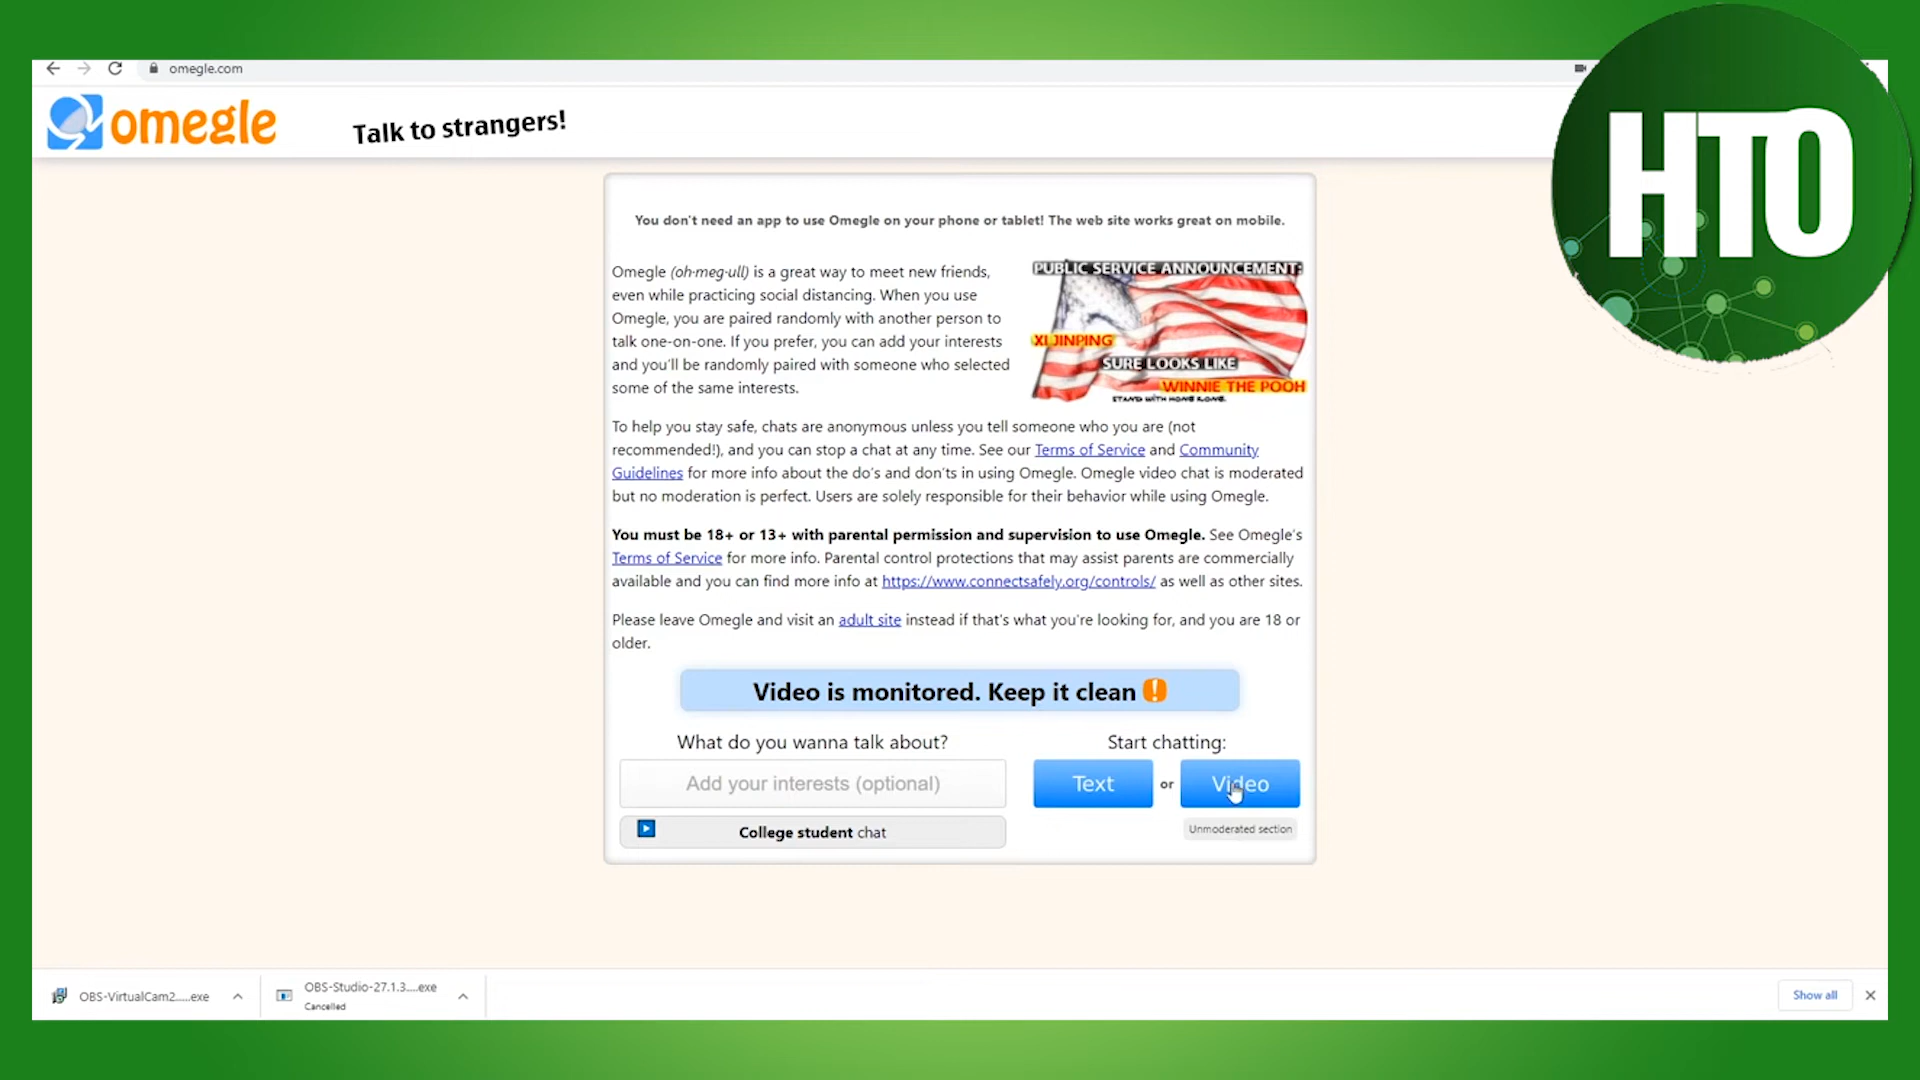 omegle.com
HTO
omegle
Talk to strangers!
You don't need an app to use Omegle on your phone or tablet! The web site works great on mobile.
Omegle (oh·meg·ull) is a great way to meet new friends,
even while practicing social distancing. When you use
Omegle, you are paired randomly with another person to
talk one-on-one. If you prefer, you can add your interests
and you'll be randomly paired with someone who selected
some of the same interests.
PUBLIC SERVICE ANNOUNCEMENT:
XI JINPING
SURE LOOKS LIKE
WINNIE THE POOH
STAND WITH HONG KONG.
To help you stay safe, chats are anonymous unless you tell someone who you are (not
recommended!), and you can stop a chat at any time. See our Terms of Service and Community
Guidelines for more info about the do's and don'ts in using Omegle. Omegle video chat is moderated
but no moderation is perfect. Users are solely responsible for their behavior while using Omegle.
You must be 18+ or 13+ with parental permission and supervision to use Omegle. See Omegle's
Terms of Service for more info. Parental control protections that may assist parents are commercially
available and you can find more info at https://www.connectsafely.org/controls/ as well as other sites.
Please leave Omegle and visit an adult site instead if that's what you're looking for, and you are 18 or
older.
Video is monitored. Keep it clean !
What do you wanna talk about?
Start chatting:
Add your interests (optional)
Text or Video
College student chat
Unmoderated section
OBS-VirtualCam2.....exe
OBS-Studio-27.1.3....exe
Cancelled
Show all